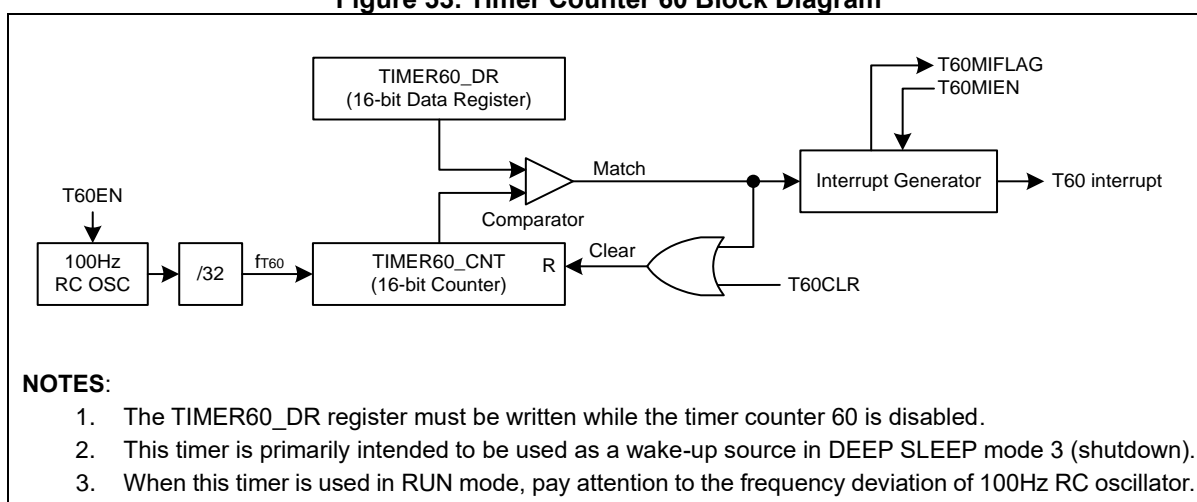 Figure 33: Timer Counter 60 Block Diagram
TIMER60_DR
(16-bit Data Register)
T60MIFLAG
T60MIEN
Match
Interrupt Generator
T60 interrupt
T60EN
Comparator
100Hz
RC OSC
/32
fT60
TIMER60_CNT
(16-bit Counter)
R
Clear
T60CLR
NOTES:
1. The TIMER60_DR register must be written while the timer counter 60 is disabled.
2. This timer is primarily intended to be used as a wake-up source in DEEP SLEEP mode 3 (shutdown).
3. When this timer is used in RUN mode, pay attention to the frequency deviation of 100Hz RC oscillator.